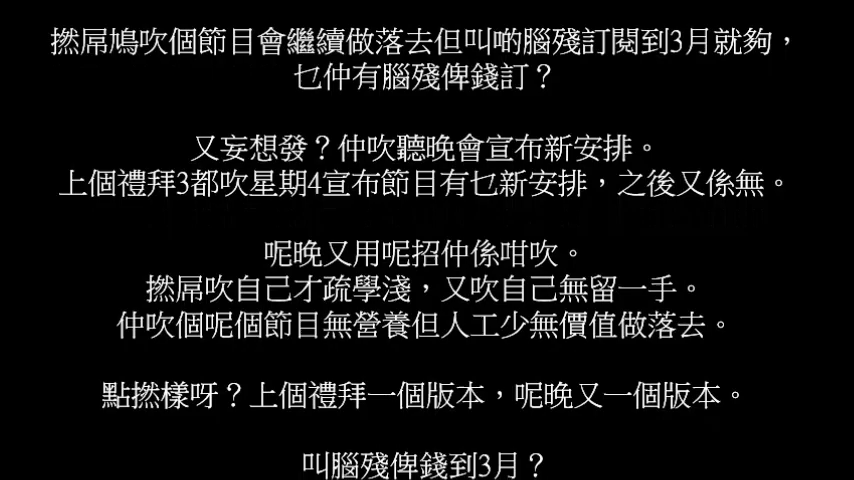 撚屌鳩吹個節目會繼續做落去但叫啲腦殘訂閱到3月就夠，
乜仲有腦殘俾錢訂？
又妄想發？仲吹聽晚會宣布新安排。
上個禮拜3都吹星期4宣布節目有乜新安排，之後又係無。
呢晚又用呢招仲係咁吹。
撚屌吹自己才疏學淺，又吹自己無留一手。
仲吹個呢個節目無營養但人工少無價值做落去。
點撚樣呀？上個禮拜一個版本，呢晚又一個版本。
叫腦殘俾錢到3月？